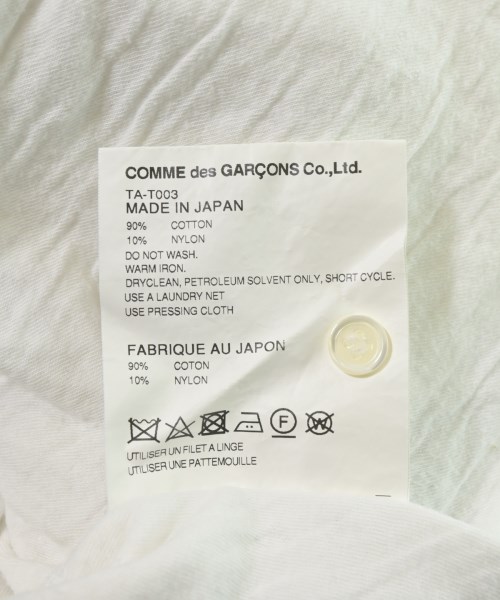 COMME des GARÇONS Co.,Ltd.
TA-T003
MADE IN JAPAN
90% COTTON
10% NYLON
DO NOT WASH.
WARM IRON.
DRYCLEAN, PETROLEUM SOLVENT ONLY, SHORT CYCLE.
USE A LAUNDRY NET
USE PRESSING CLOTH
FABRIQUE AU JAPON
90% COTON
10% NYLON
F W
UTILISER UN FILET A LINGE
UTILISER UNE PATTEMOUILLE